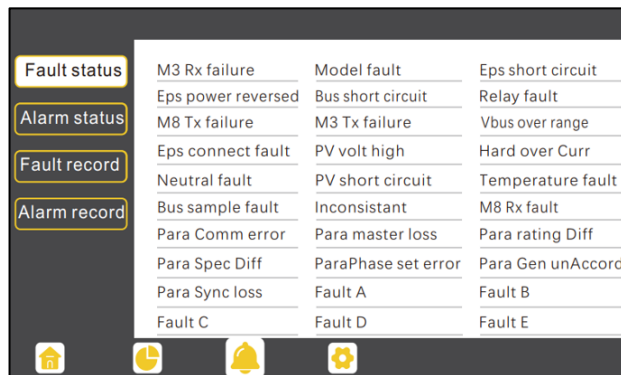 Fault status
Alarm status
Fault record
Alarm record
M3 Rx failure Model fault Eps short circuit
Eps power reversed Bus short circuit Relay fault
M8 Tx failure M3 Tx failure Vbus over range
Eps connect fault PV volt high Hard over Curr
Neutral fault PV short circuit Temperature fault
Bus sample fault Inconsistant M8 Rx fault
Para Comm error Para master loss Para rating Diff
Para Spec Diff ParaPhase set error Para Gen unAccord
Para Sync loss Fault A Fault B
Fault C Fault D Fault E